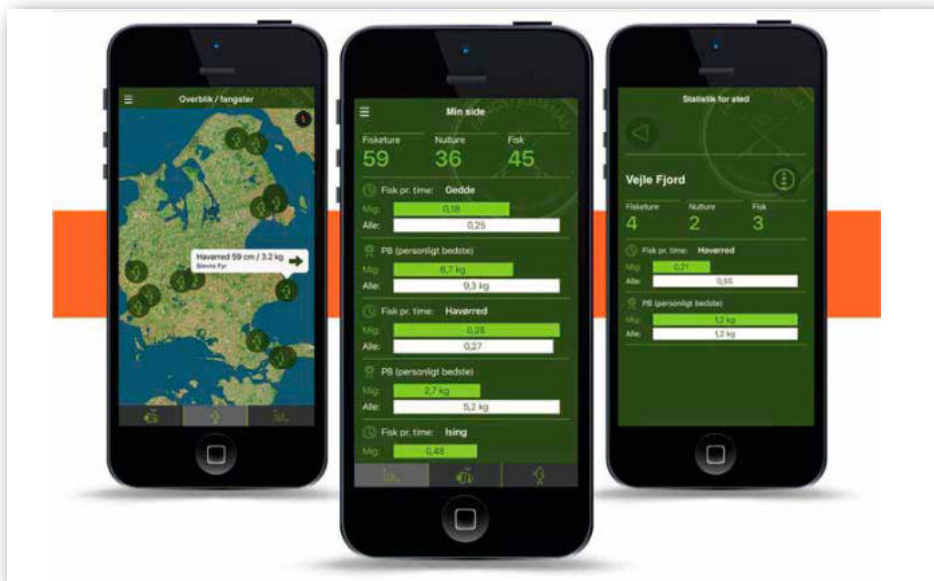 Overblik / fangster
Havørred 59 cm / 3.2 kg
Min side
Fisketure Nulture Fisk
59 36 45
Fisk pr. time: Gedde
Mig: 0,18
Alle: 0,25
PB (personligt bedste)
Mig: 6,7 kg
Alle: 9,3 kg
Fisk pr. time: Havørred
Mig: 0,28
Alle: 0,27
PB (personligt bedste)
Mig: 2,7 kg
Alle: 5,2 kg
Fisk pr. time: Ising
Mig: 0,48
Statistik for sted
Vejle Fjord
Fisketure Nulture Fisk
4 2 3
Fisk pr. time: Havørred
Mig: 0,21
Alle:
PB (personligt bedste)
Mig: 1,2 kg
Alle: 1,2 kg